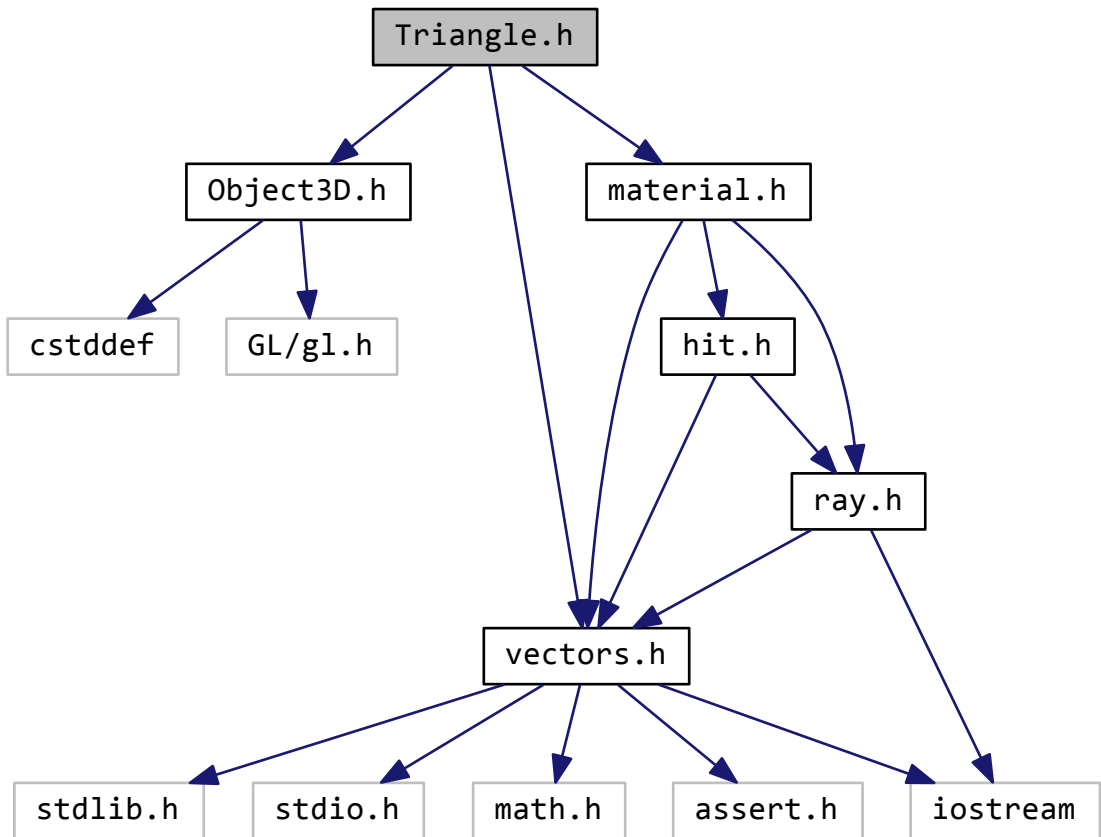 Triangle.h
Object3D.h
material.h
cstddef
GL/gl.h
hit.h
ray.h
vectors.h
stdlib.h
stdio.h
math.h
assert.h
iostream